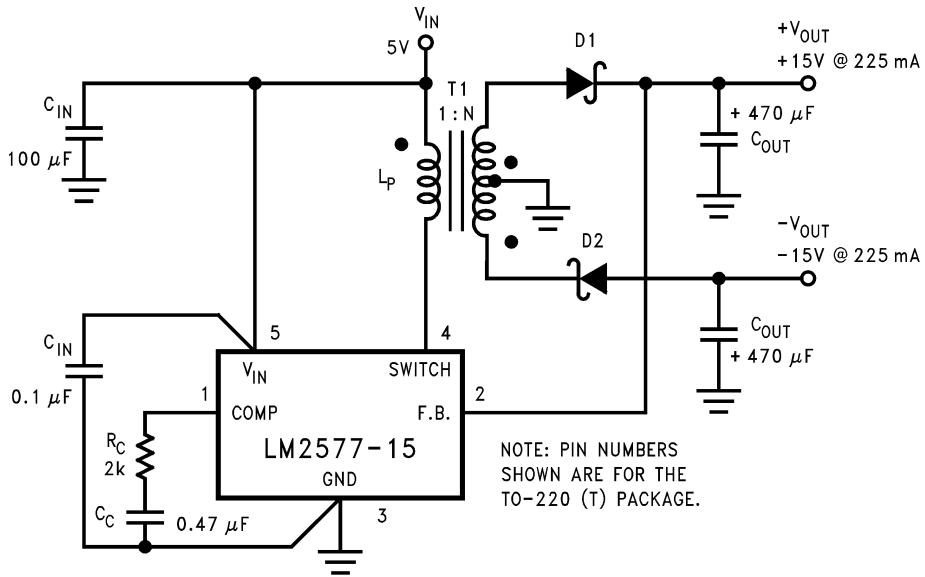 V_IN
5V
C_IN
100 μF
T1
1:N
L_P
D1
+V_OUT
+15V @ 225 mA
+ 470 μF
C_OUT
D2
-V_OUT
-15V @ 225 mA
C_OUT
+ 470 μF
C_IN
0.1 μF
5
4
V_IN
SWITCH
1
COMP
F.B.
2
LM2577-15
GND
3
R_C
2k
C_C
0.47 μF
NOTE: PIN NUMBERS
SHOWN ARE FOR THE
TO-220 (T) PACKAGE.